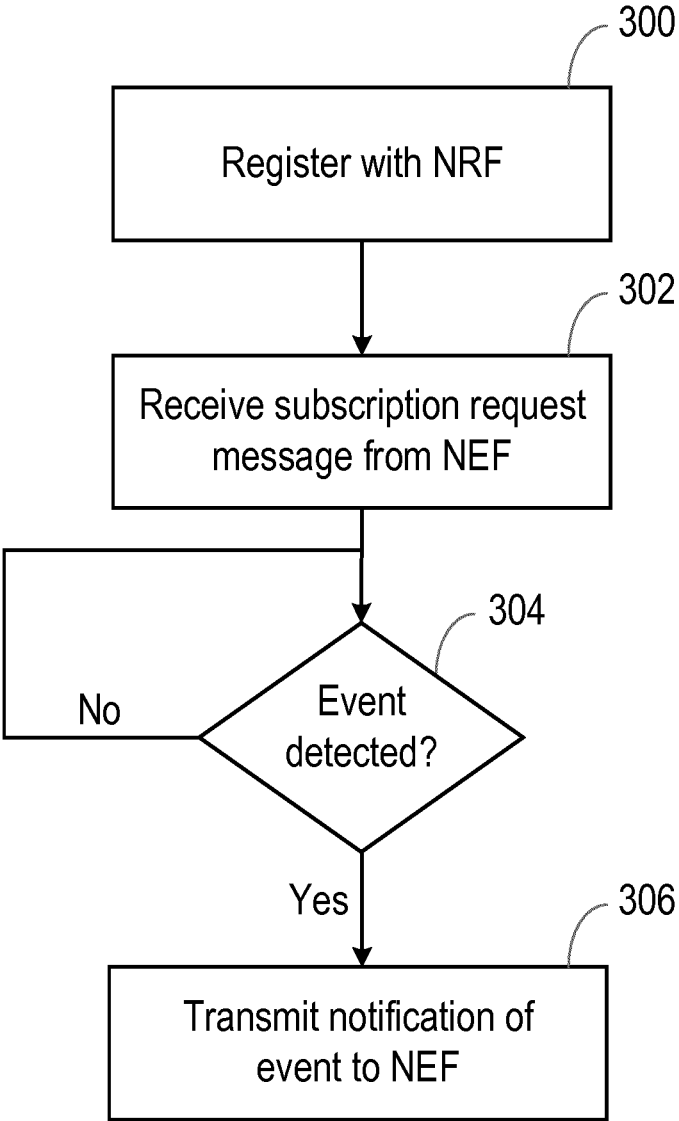 300
Register with NRF
302
Receive subscription request
message from NEF
304
Event
detected?
No
Yes
306
Transmit notification of
event to NEF